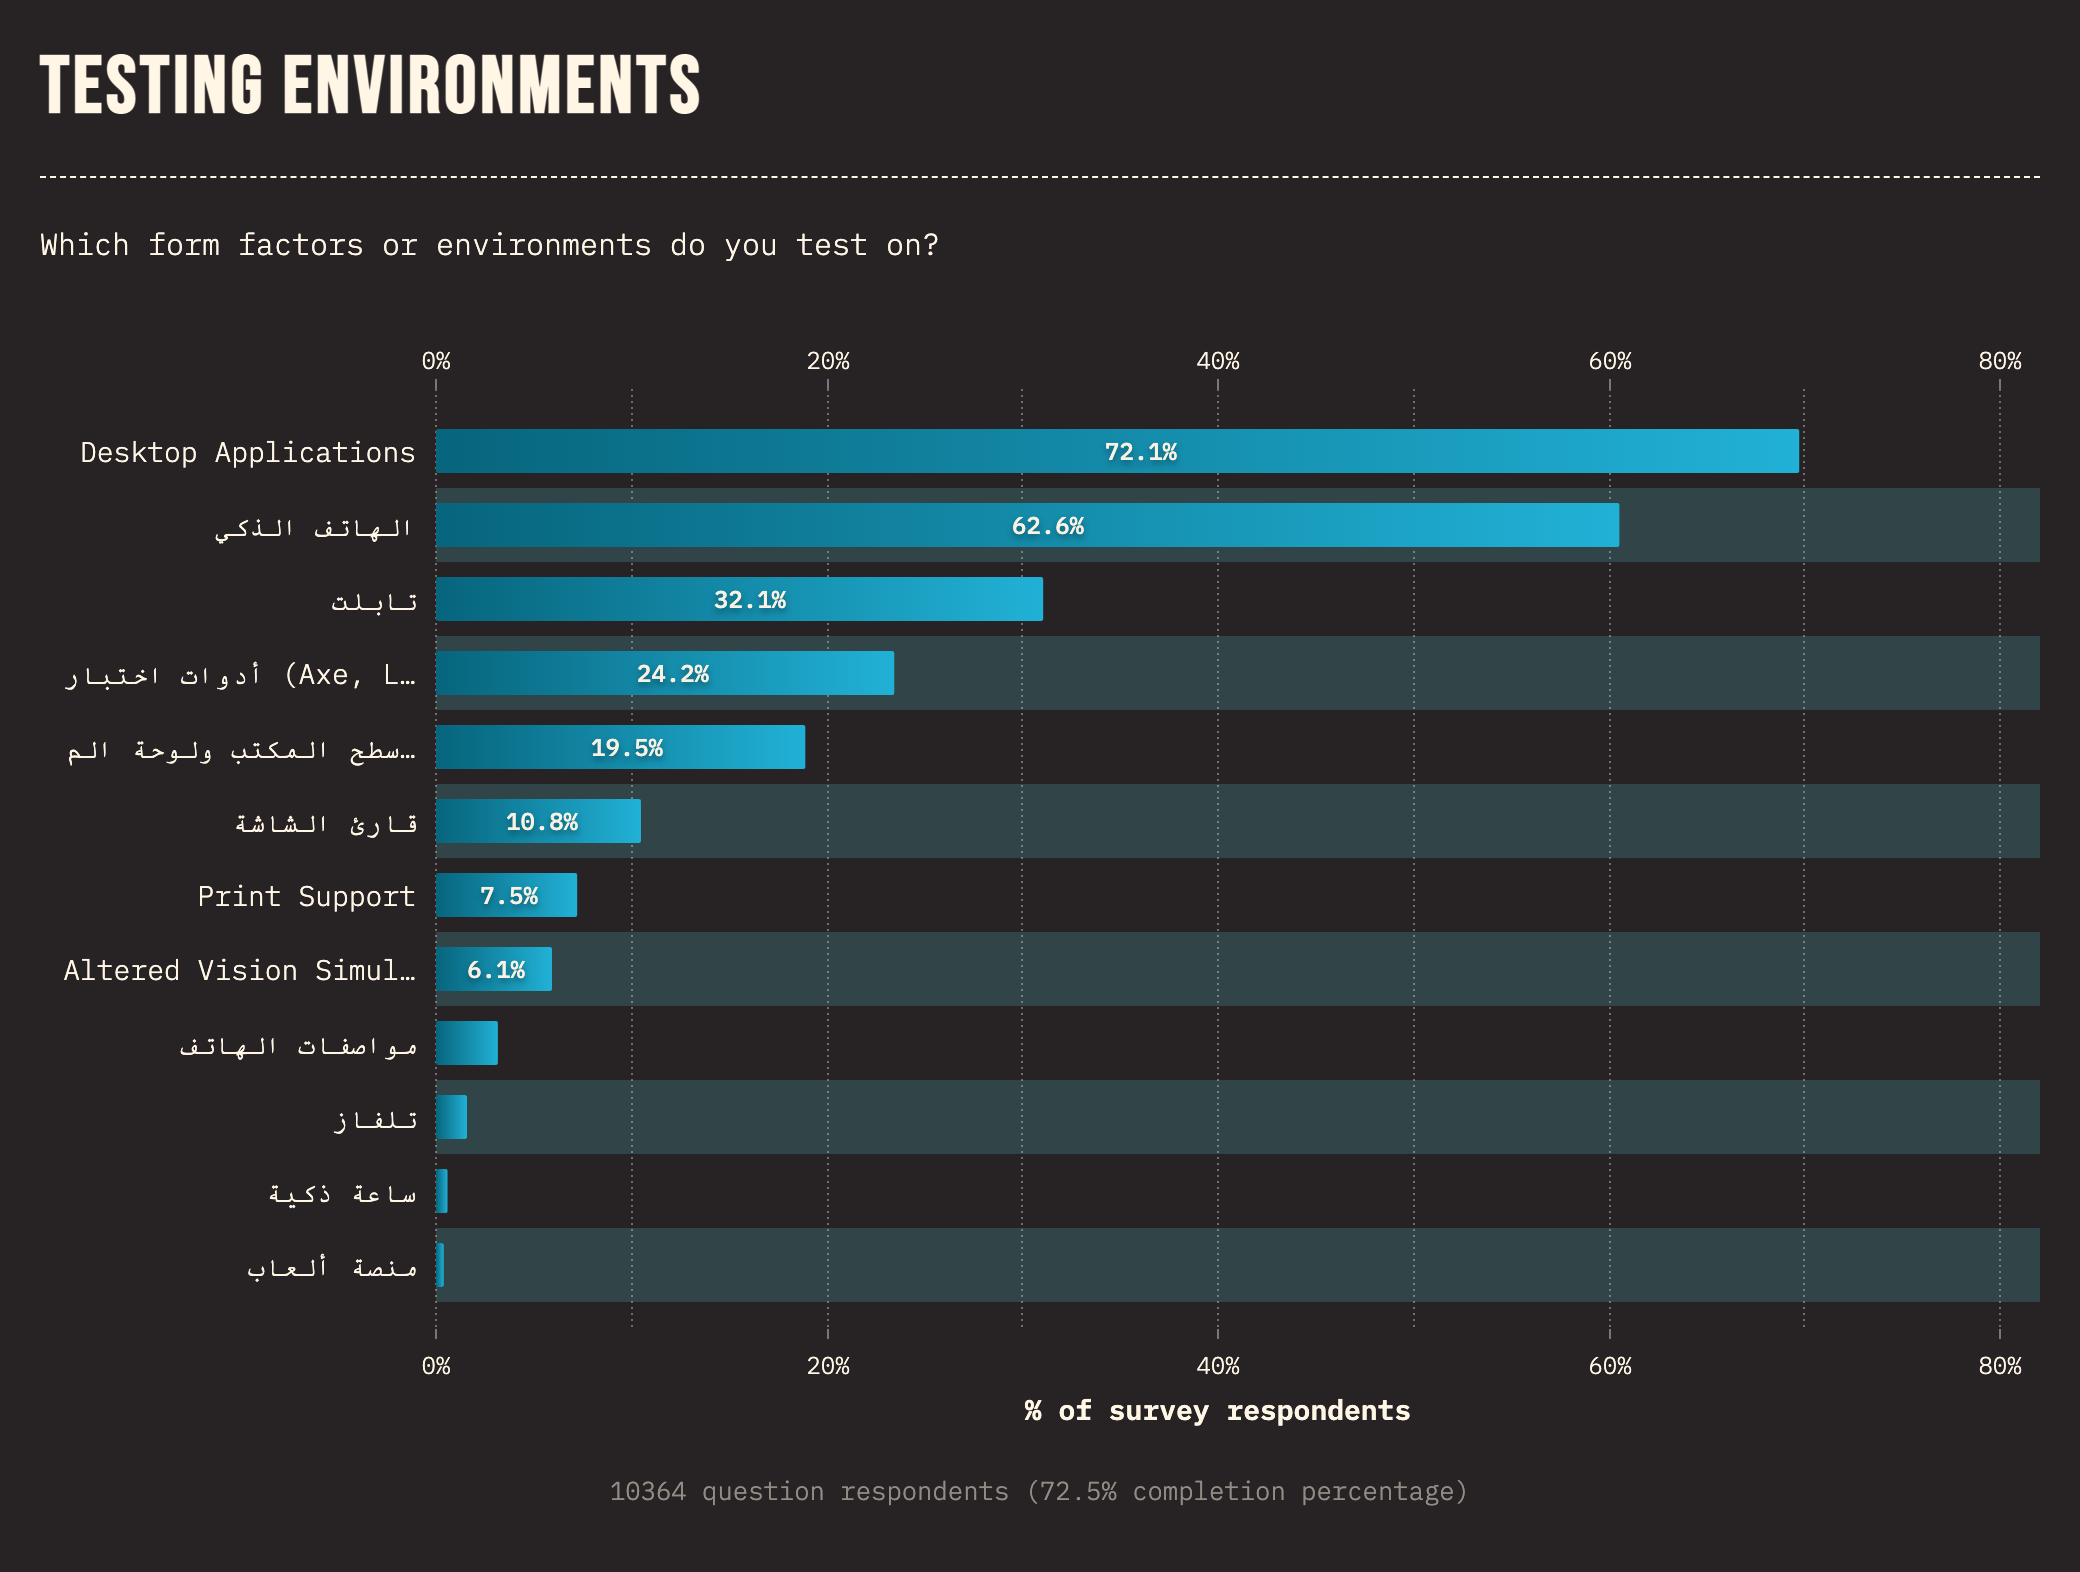 TESTING ENVIRONMENTS
Which form factors or environments do you test on?
0% 20% 40% 60% 80%
Desktop Applications 72.1%
الهاتف الذكي 62.6%
تابلت 32.1%
أدوات اختبار (Axe, L… 24.2%
سطح المكتب ولوحة الم… 19.5%
قارئ الشاشة 10.8%
Print Support 7.5%
Altered Vision Simul… 6.1%
مواصفات الهاتف
تلفاز
ساعة ذكية
منصة ألعاب
0% 20% 40% 60% 80%
% of survey respondents
10364 question respondents (72.5% completion percentage)